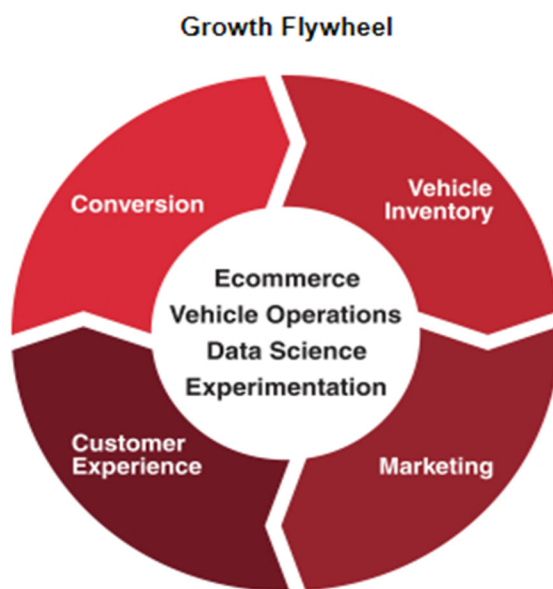 Growth Flywheel
Conversion
Vehicle
Inventory
Ecommerce
Vehicle Operations
Data Science
Experimentation
Customer
Experience
Marketing